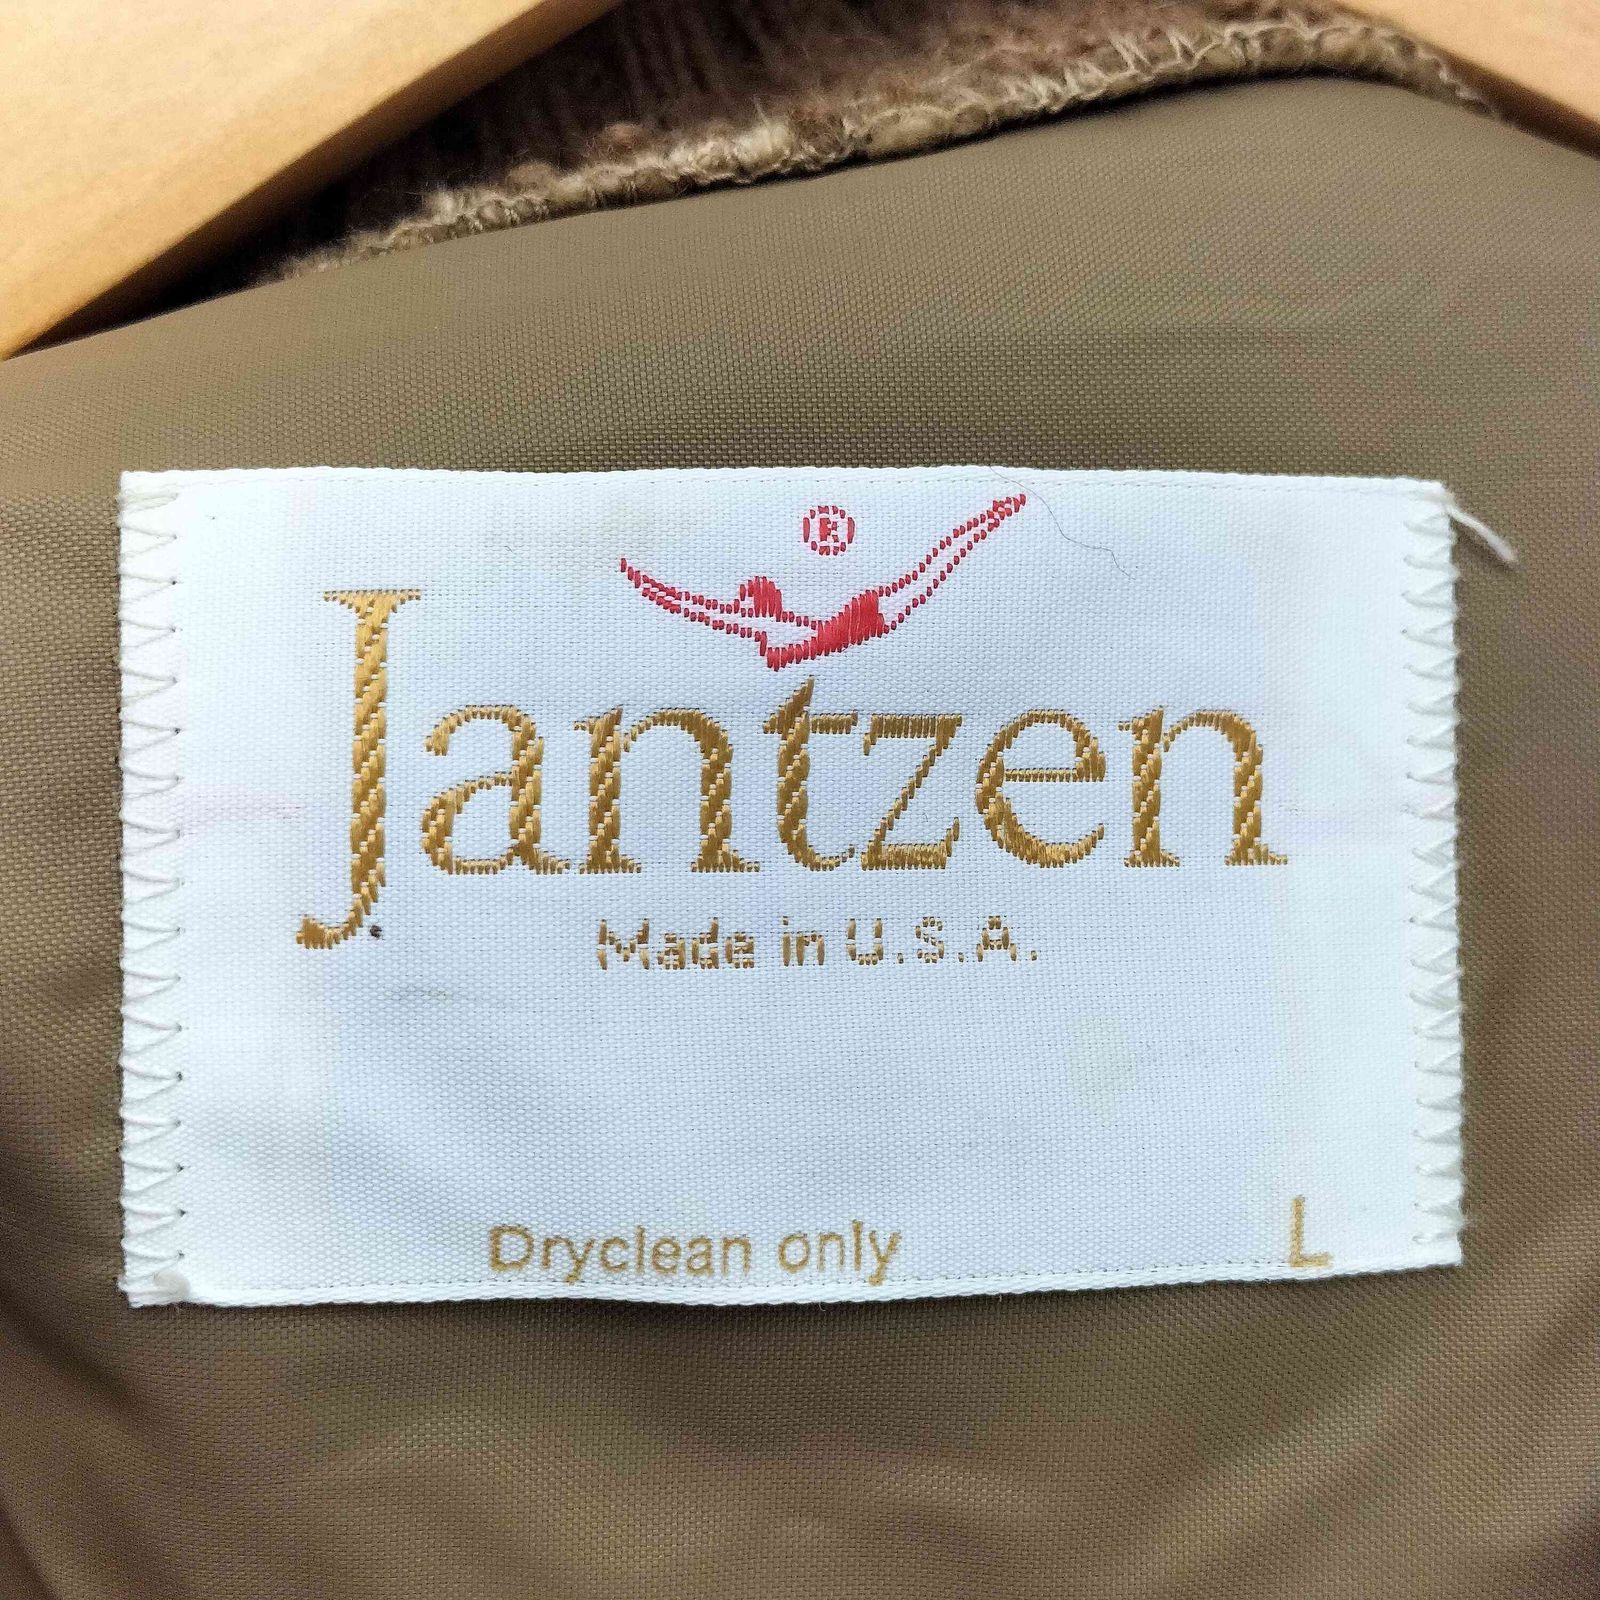 ®
Jantzen
Made in U.S.A.
Dryclean only
L